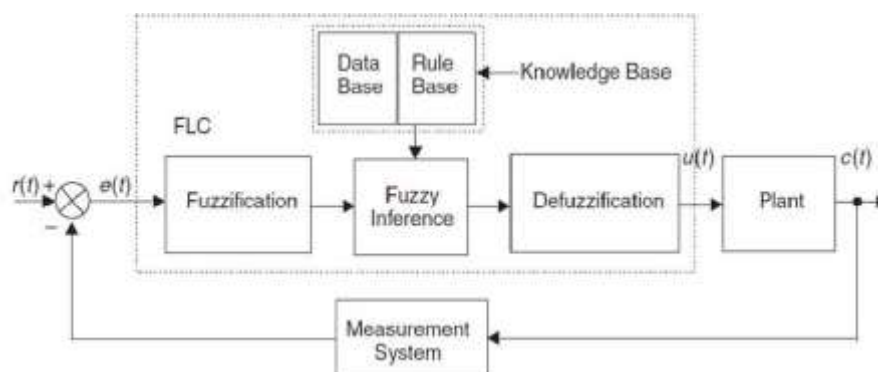 Data
Base
Rule
Base
Knowledge Base
FLC
r(t)
+
e(t)
−
Fuzzification
Fuzzy
Inference
Defuzzification
u(t)
Plant
c(t)
Measurement
System